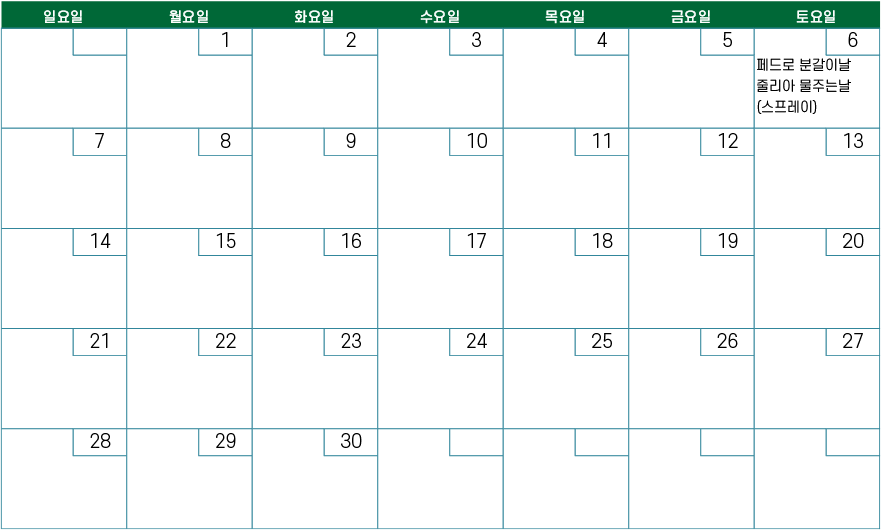 일요일 월요일 화요일 수요일 목요일 금요일 토요일
1 2 3 4 5 6
페드로 분갈이날
줄리아 물주는날
(스프레이)
7 8 9 10 11 12 13
14 15 16 17 18 19 20
21 22 23 24 25 26 27
28 29 30